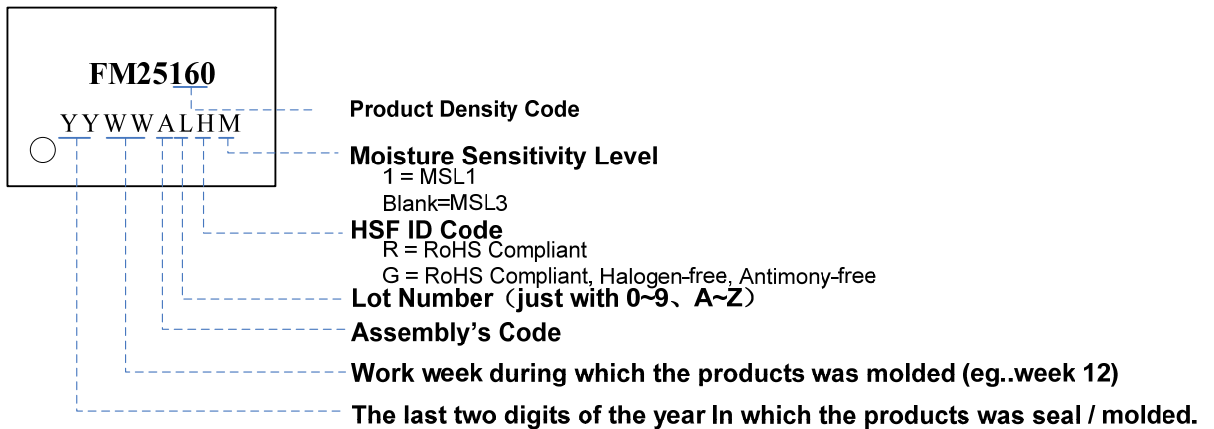 FM25160
YYWWALHM
Product Density Code
Moisture Sensitivity Level
1 = MSL1
Blank=MSL3
HSF ID Code
R = RoHS Compliant
G = RoHS Compliant, Halogen-free, Antimony-free
Lot Number（just with 0~9、A~Z）
Assembly's Code
Work week during which the products was molded (eg..week 12)
The last two digits of the year In which the products was seal / molded.